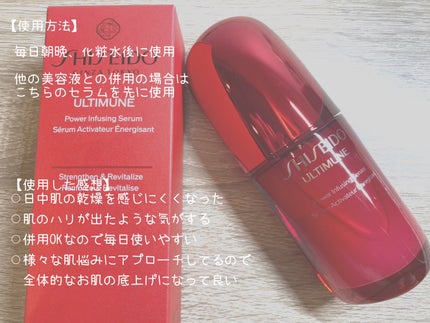 【使用方法】
毎日朝晩、化粧水後に使用
SHISEIDO
他の美容液との併用の場合は
こちらのセラムを先に使用
ULTIMUNE
Power Infusing Serum
Sérum Activateur Énergisant
Strengthen & Revitalize
【使用した感想】
○日中肌の乾燥を感じにくくなった
○肌のハリが出たような気がする
○併用OKなので毎日使いやすい
○様々な肌悩みにアプローチしてるので
全体的なお肌の底上げになって良い
SHISEIDO
ULTIMUNE
Power Infusing Serum
Sérum Activateur Énergisant